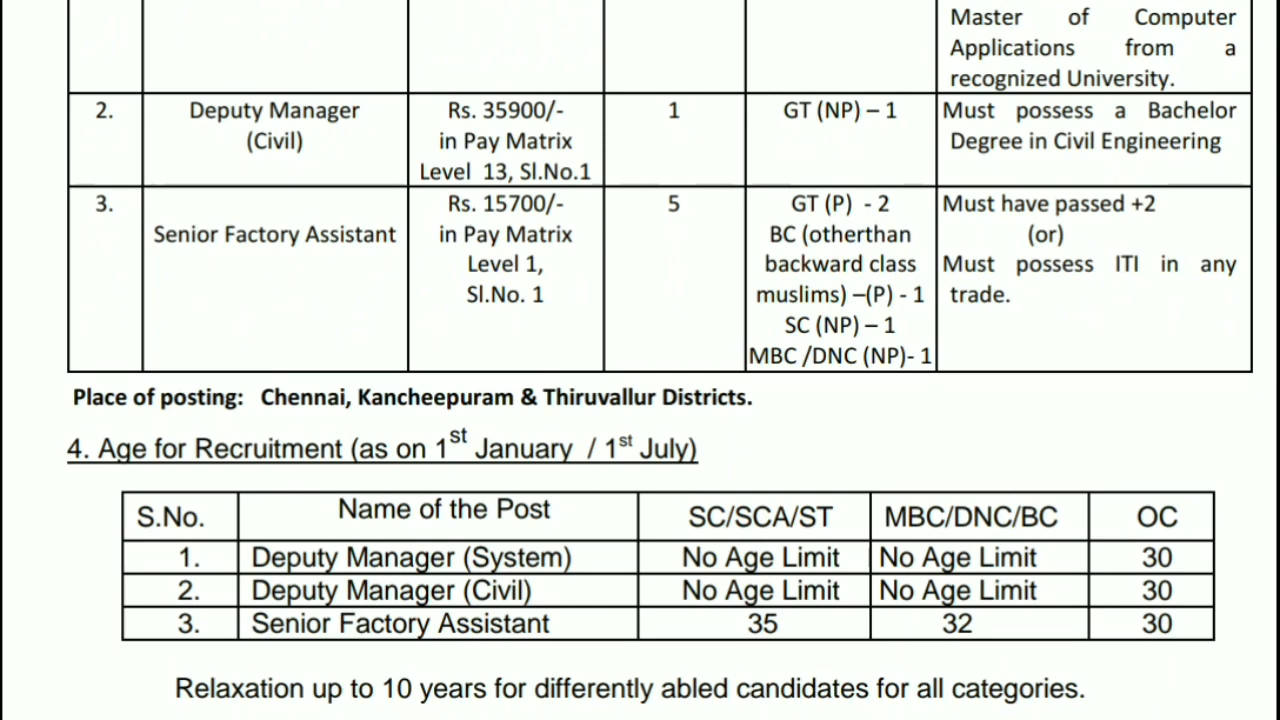 Master of Computer
Applications from a
recognized University.
2. Deputy Manager Rs. 35900/- 1 GT (NP) – 1 Must possess a Bachelor
(Civil) in Pay Matrix Degree in Civil Engineering
Level 13, Sl.No.1
3. Rs. 15700/- 5 GT (P) - 2 Must have passed +2
Senior Factory Assistant in Pay Matrix BC (otherthan (or)
Level 1, backward class Must possess ITI in any
Sl.No. 1 muslims) –(P) - 1 trade.
SC (NP) – 1
MBC /DNC (NP)- 1
Place of posting: Chennai, Kancheepuram & Thiruvallur Districts.
4. Age for Recruitment (as on 1st January / 1st July)
S.No. Name of the Post SC/SCA/ST MBC/DNC/BC OC
1. Deputy Manager (System) No Age Limit No Age Limit 30
2. Deputy Manager (Civil) No Age Limit No Age Limit 30
3. Senior Factory Assistant 35 32 30
Relaxation up to 10 years for differently abled candidates for all categories.